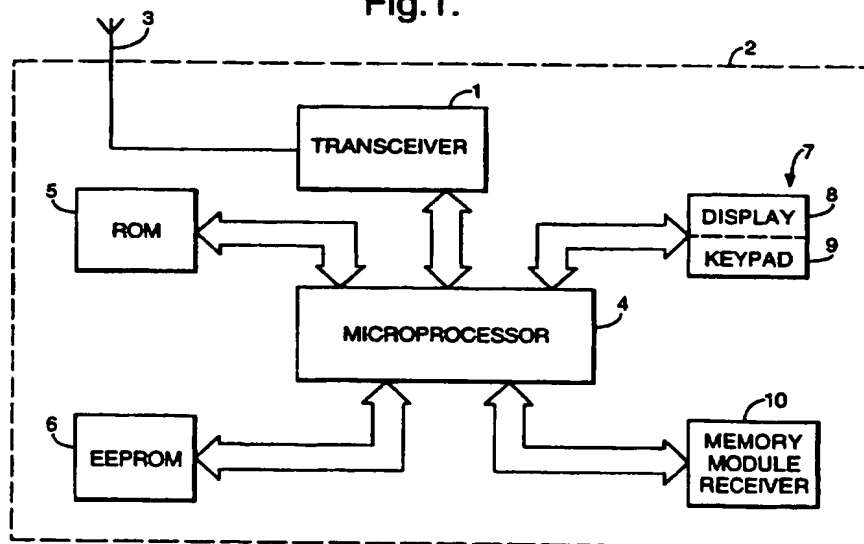 Fig.1.
3
2
1
TRANSCEIVER
7
5
ROM
DISPLAY
8
KEYPAD
9
4
MICROPROCESSOR
6
EEPROM
10
MEMORY
MODULE
RECEIVER